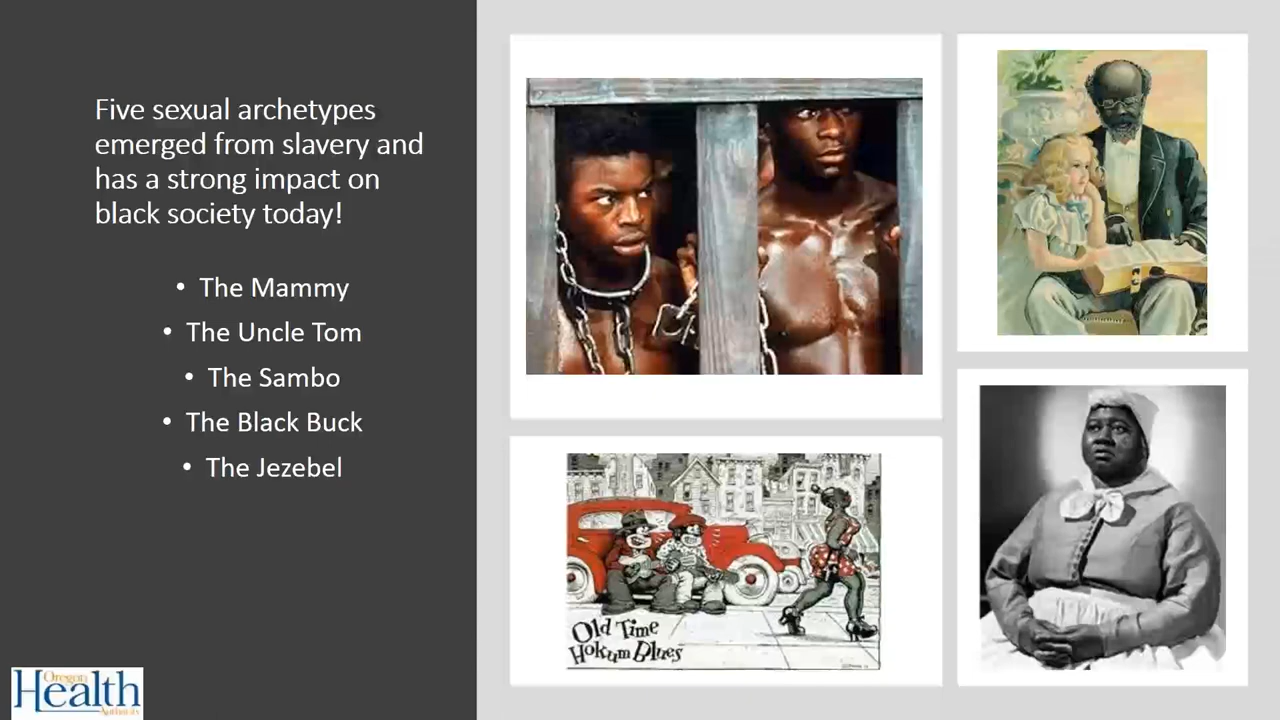 Five sexual archetypes
emerged from slavery and
has a strong impact on
black society today!
• The Mammy
• The Uncle Tom
• The Sambo
• The Black Buck
• The Jezebel
Old Time
Hokum Blues
Oregon
Health
Authority